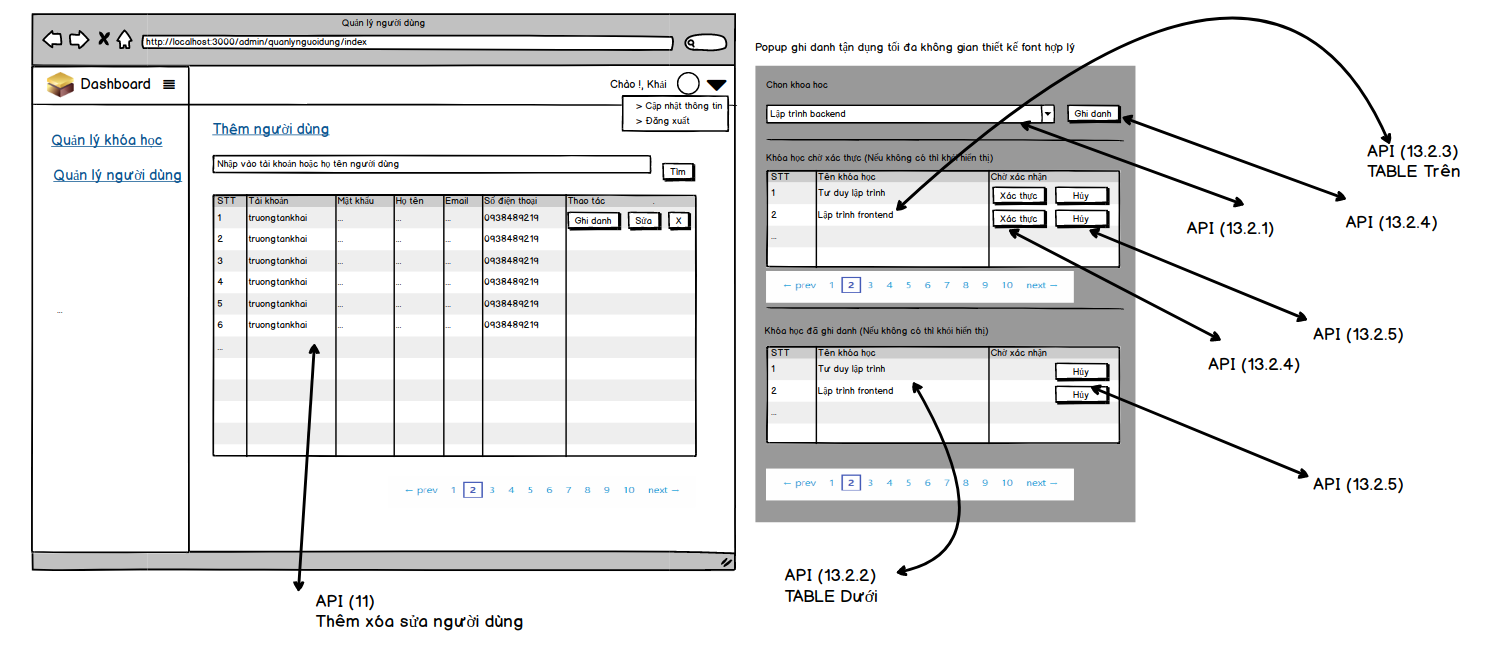 Quản lý người dùng
http://localhost:3000/admin/quanlynguoidung/index
Dashboard
Chào !, Khải
> Cập nhật thông tin
> Đăng xuất
Quản lý khóa học
Quản lý người dùng
...
Thêm người dùng
Nhập vào tài khoản hoặc họ tên người dùng
Tìm
STT Tài khoản Mật khẩu Họ tên Email Số điện thoại Thao tác .
1 truongtankhai ... ... ... 0938489219 Ghi danh Sửa X
2 truongtankhai ... ... ... 0938489219
3 truongtankhai ... ... ... 0938489219
4 truongtankhai ... ... ... 0938489219
5 truongtankhai ... ... ... 0938489219
6 truongtankhai ... ... ... 0938489219
...
← prev 1 2 3 4 5 6 7 8 9 10 next →
API (11)
Thêm xóa sửa người dùng
Popup ghi danh tận dụng tối đa không gian thiết kế font hợp lý
Chon khoa hoc
Lập trình backend
Ghi danh
Khóa học chờ xác thực (Nếu không có thì khỏi hiển thị)
STT Tên khóa học Chờ xác nhận
1 Tư duy lập trình Xác thực Hủy
2 Lập trình frontend Xác thực Hủy
...
← prev 1 2 3 4 5 6 7 8 9 10 next →
Khóa học đã ghi danh (Nếu không có thì khỏi hiển thị)
STT Tên khóa học Chờ xác nhận
1 Tư duy lập trình Hủy
2 Lập trình frontend Hủy
...
← prev 1 2 3 4 5 6 7 8 9 10 next →
API (13.2.2)
TABLE Dưới
API (13.2.3)
TABLE Trên
API (13.2.1)
API (13.2.4)
API (13.2.5)
API (13.2.4)
API (13.2.5)